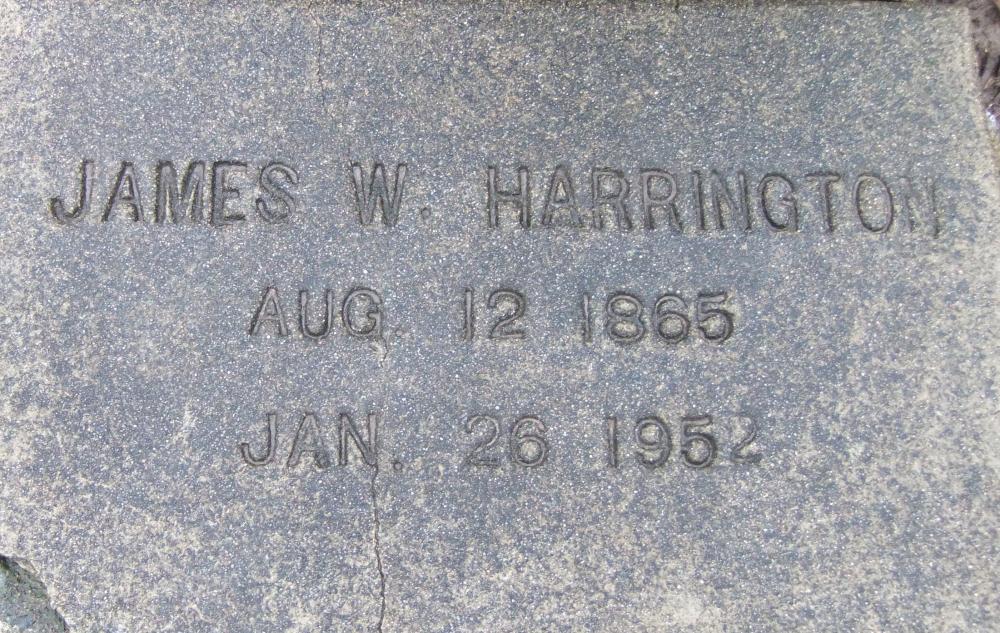 JAMES W. HARRINGTON
AUG. 12 1865
JAN. 26 1952